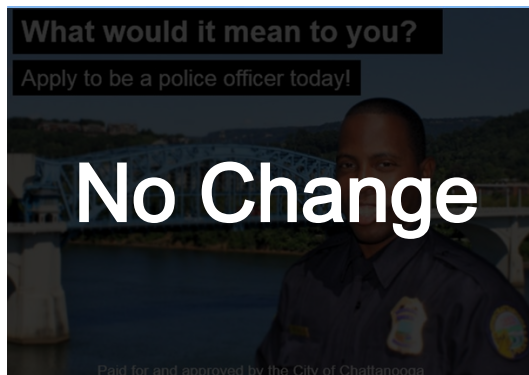 What would it mean to you?
Apply to be a police officer today!
No Change
Paid for and approved by the City of Chattanooga